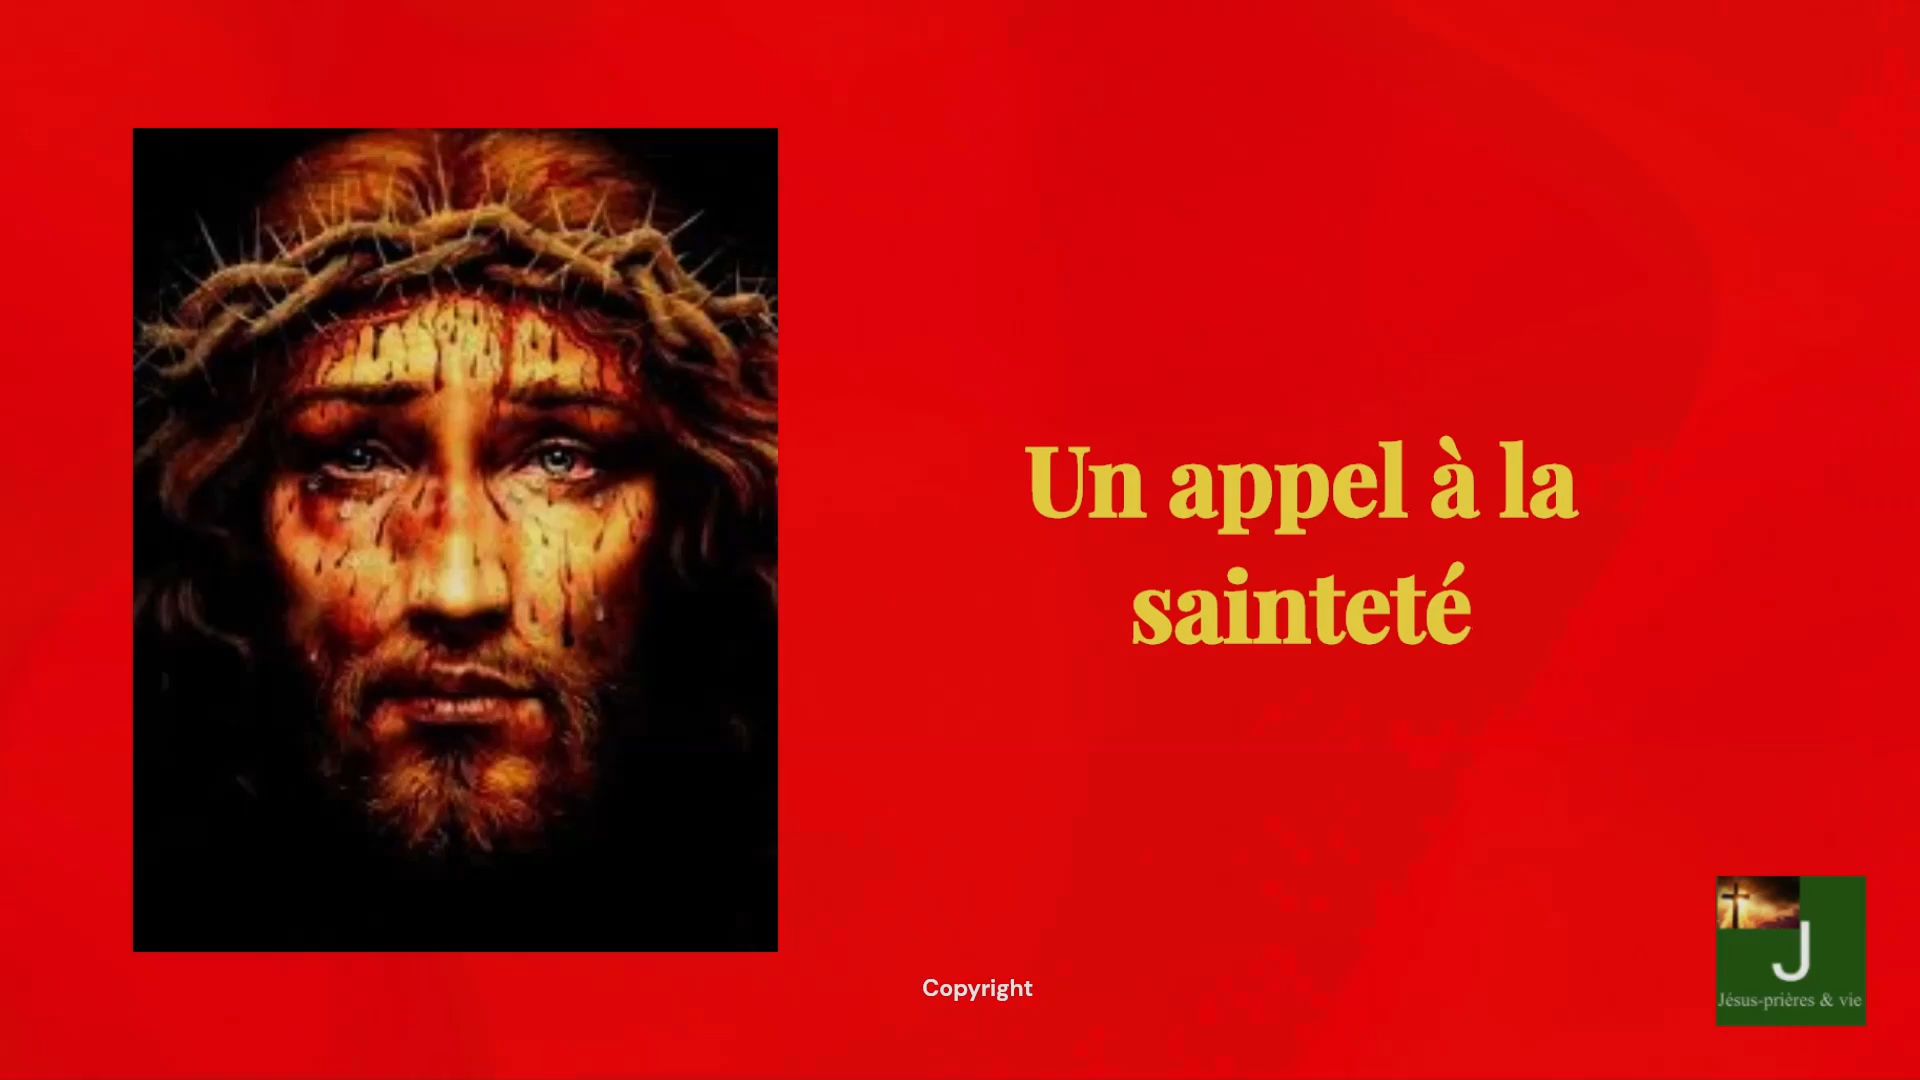 Un appel à la
sainteté
Copyright
J
Jésus-prières & vie